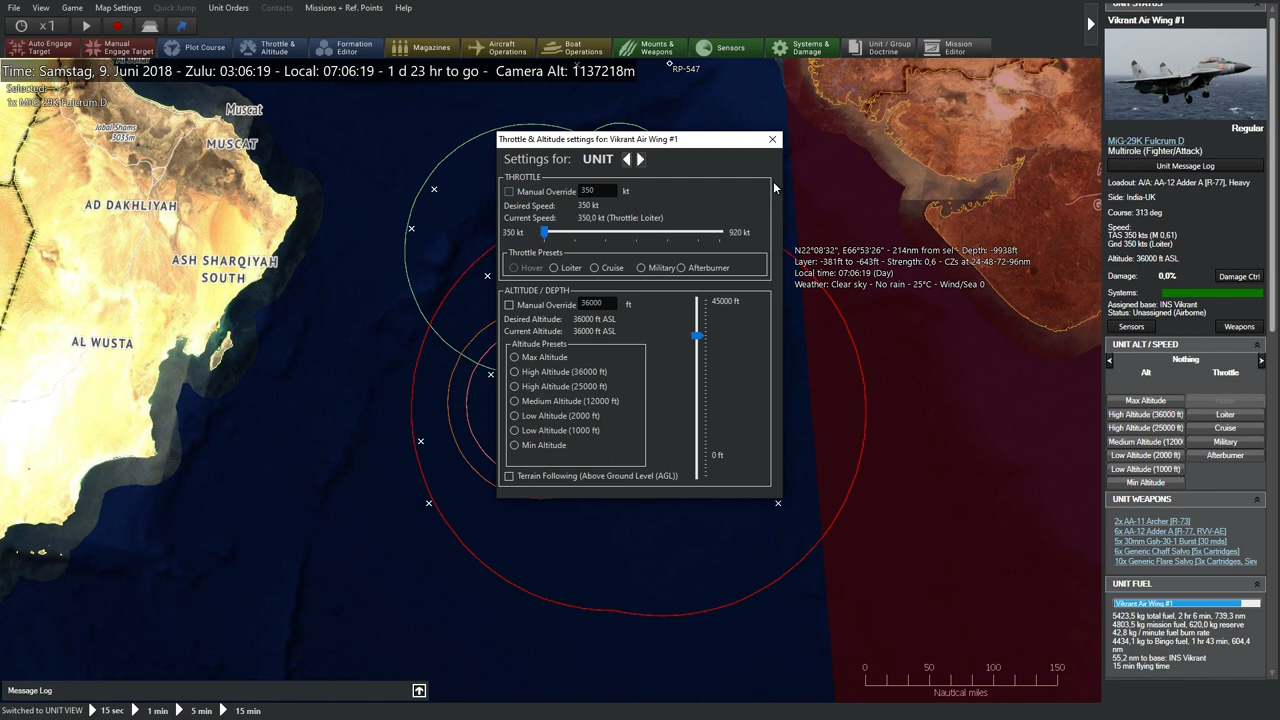 File View Game Map Settings Quick Jump Unit Orders Contacts Missions + Ref. Points Help
x1
Auto Engage Target
Manual Engage Target
Plot Course
Throttle & Altitude
Formation Editor
Magazines
Aircraft Operations
Boat Operations
Mounts & Weapons
Sensors
Systems & Damage
Unit / Group Doctrine
Mission Editor
Time: Samstag, 9. Juni 2018 - Zulu: 03:06:19 - Local: 07:06:19 - 1 d 23 hr to go - Camera Alt: 1137218m
Selected:
1x MiG-29K Fulcrum D
RP-547
Muscat
MUSCAT
Jabal Shams
3035m
AD DAKHLIYAH
ASH SHARQIYAH
SOUTH
AL WUSTA
Throttle & Altitude settings for: Vikrant Air Wing #1
Settings for: UNIT
THROTTLE
Manual Override 350 kt
Desired Speed: 350 kt
Current Speed: 350,0 kt (Throttle: Loiter)
350 kt 920 kt
Throttle Presets
Hover Loiter Cruise Military Afterburner
ALTITUDE / DEPTH
Manual Override 36000 ft
45000 ft
Desired Altitude: 36000 ft ASL
Current Altitude: 36000 ft ASL
Altitude Presets
Max Altitude
High Altitude (36000 ft)
High Altitude (25000 ft)
Medium Altitude (12000 ft)
Low Altitude (2000 ft)
Low Altitude (1000 ft)
Min Altitude
0 ft
Terrain Following (Above Ground Level (AGL))
N22°08'32", E66°53'26" - 214nm from sel - Depth: -9938ft
Layer: -381ft to -643ft - Strength: 0,6 - CZs at 24-48-72-96nm
Local time: 07:06:19 (Day)
Weather: Clear sky - No rain - 25°C - Wind/Sea 0
0 50 100 150
Nautical miles
UNIT STATUS
Vikrant Air Wing #1
Regular
MiG-29K Fulcrum D
Multirole (Fighter/Attack)
Unit Message Log
Loadout: A/A: AA-12 Adder A [R-77], Heavy
Side: India-UK
Course: 313 deg
Speed:
TAS 350 kts (M 0,61)
Gnd 350 kts (Loiter)
Altitude: 36000 ft ASL
Damage: 0,0% Damage Ctrl
Systems:
Assigned base: INS Vikrant
Status: Unassigned (Airborne)
Sensors Weapons
UNIT ALT / SPEED
Nothing
Alt Throttle
Max Altitude Hover
High Altitude (36000 ft) Loiter
High Altitude (25000 ft) Cruise
Medium Altitude (1200 Military
Low Altitude (2000 ft) Afterburner
Low Altitude (1000 ft)
Min Altitude
UNIT WEAPONS
2x AA-11 Archer [R-73]
6x AA-12 Adder A [R-77, RVV-AE]
5x 30mm Gsh-30-1 Burst [30 rnds]
6x Generic Chaff Salvo [5x Cartridges]
10x Generic Flare Salvo [3x Cartridges, Sin
UNIT FUEL
Vikrant Air Wing #1
5423,5 kg total fuel, 2 hr 6 min, 739,3 nm
4803,5 kg mission fuel, 620,0 kg reserve
42,8 kg / minute fuel burn rate
4434,1 kg to Bingo fuel, 1 hr 43 min, 604,4
nm
55,2 nm to base: INS Vikrant
15 min flying time
Message Log
Switched to UNIT VIEW 15 sec 1 min 5 min 15 min